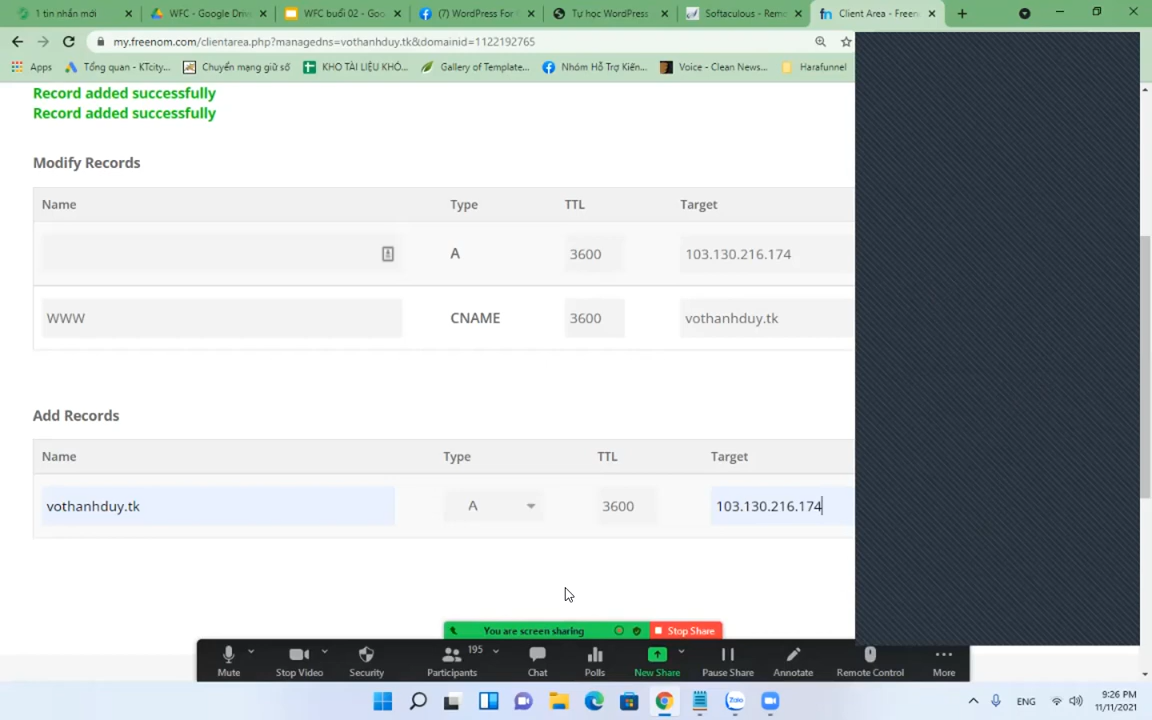 1 tin nhắn mới
WFC - Google Driv
WFC buổi 02 - Goo
(7) WordPress For
Tự học WordPress
Softaculous - Remo
Client Area - Freen
my.freenom.com/clientarea.php?managedns=vothanhduy.tk&domainid=1122192765
Apps
Tổng quan - KTcity...
Chuyển mạng giữ số
KHO TÀI LIỆU KHÓ...
Gallery of Template...
Nhóm Hỗ Trợ Kiến...
Voice - Clean News...
Harafunnel
Record added successfully
Record added successfully
Modify Records
Name Type TTL Target
A 3600 103.130.216.174
WWW CNAME 3600 vothanhduy.tk
Add Records
Name Type TTL Target
vothanhduy.tk A 3600 103.130.216.174
You are screen sharing Stop Share
195
Mute Stop Video Security Participants Chat Polls New Share Pause Share Annotate Remote Control More
ENG
9:26 PM
11/11/2021